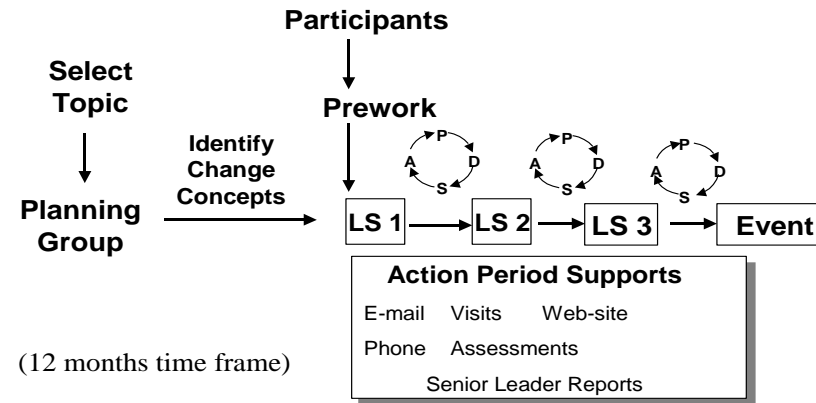 Participants
Select
Topic
Prework
Identify
Change
Concepts
P
A D
S
P
A D
S
P
A D
S
Planning
Group
LS 1
LS 2
LS 3
Event
Action Period Supports
E-mail Visits Web-site
Phone Assessments
Senior Leader Reports
(12 months time frame)